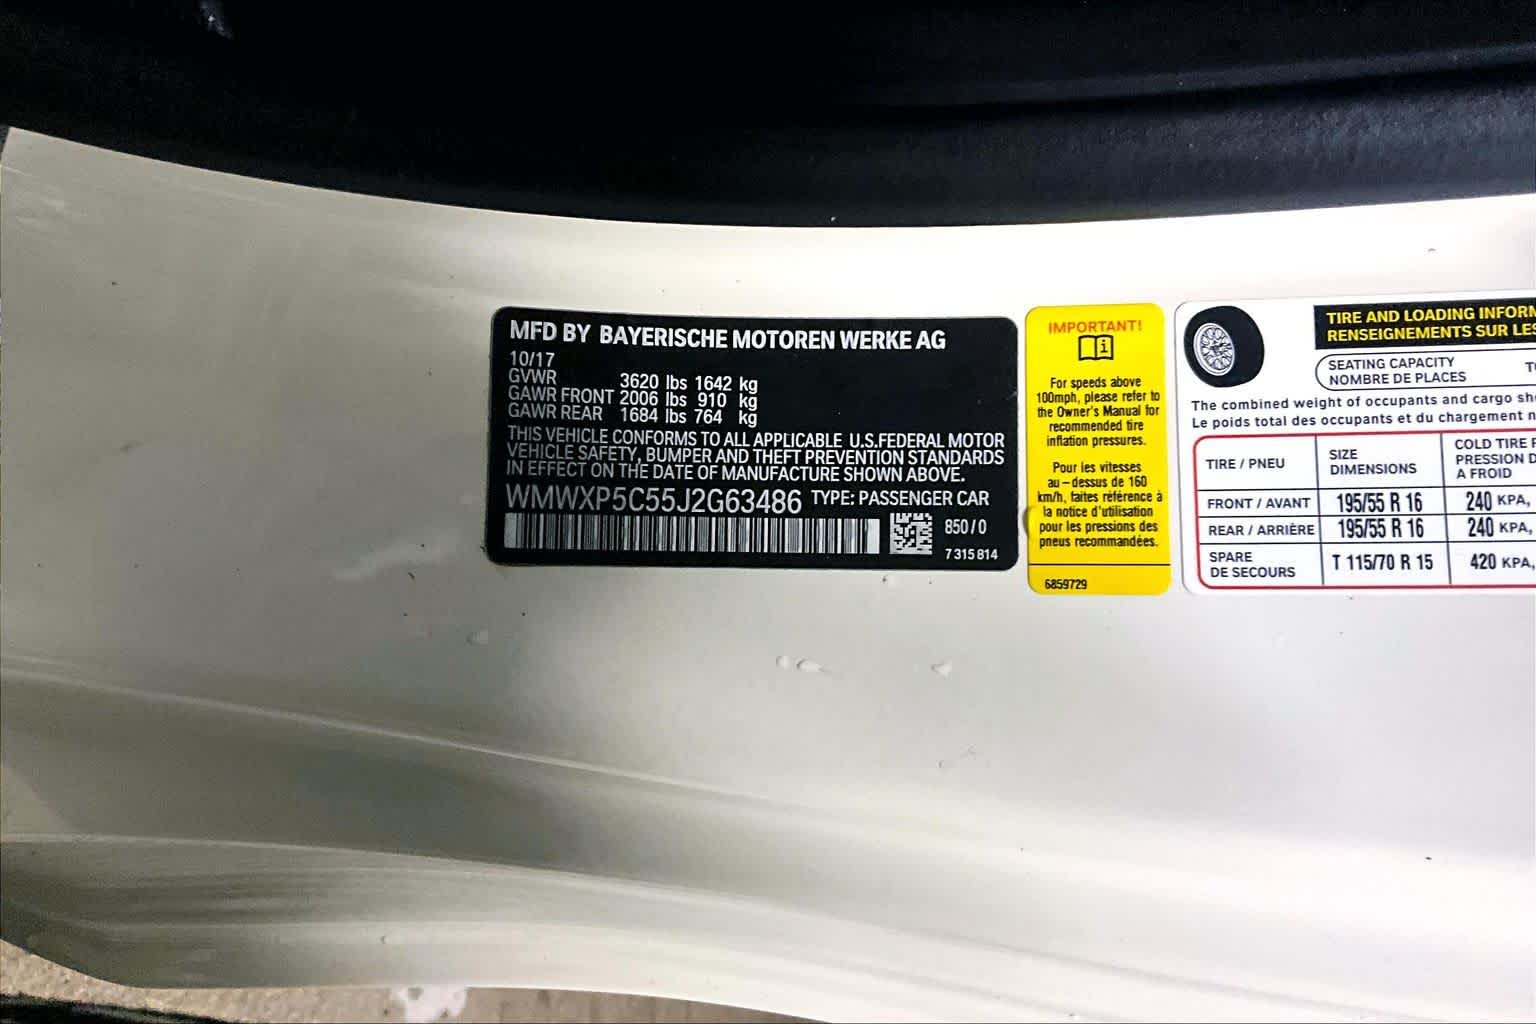 MFD BY BAYERISCHE MOTOREN WERKE AG
10/17
GVWR 3620 lbs 1642 kg
GAWR FRONT 2006 lbs 910 kg
GAWR REAR 1684 lbs 764 kg
THIS VEHICLE CONFORMS TO ALL APPLICABLE U.S.FEDERAL MOTOR
VEHICLE SAFETY, BUMPER AND THEFT PREVENTION STANDARDS
IN EFFECT ON THE DATE OF MANUFACTURE SHOWN ABOVE.
WMWXP5C55J2G63486 TYPE: PASSENGER CAR
850/0
7 315 814
IMPORTANT!
For speeds above
100mph, please refer to
the Owner's Manual for
recommended tire
inflation pressures.
Pour les vitesses
au-dessus de 160
km/h, faites référence à
la notice d'utilisation
pour les pressions des
pneus recommandées.
6859729
TIRE AND LOADING INFORM
RENSEIGNEMENTS SUR LES
SEATING CAPACITY
NOMBRE DE PLACES
The combined weight of occupants and cargo sho
Le poids total des occupants et du chargement n
TIRE / PNEU
SIZE
DIMENSIONS
COLD TIRE P
PRESSION D
A FROID
FRONT / AVANT 195/55 R 16 240 KPA,
REAR / ARRIÈRE 195/55 R 16 240 KPA,
SPARE
DE SECOURS T 115/70 R 15 420 KPA,